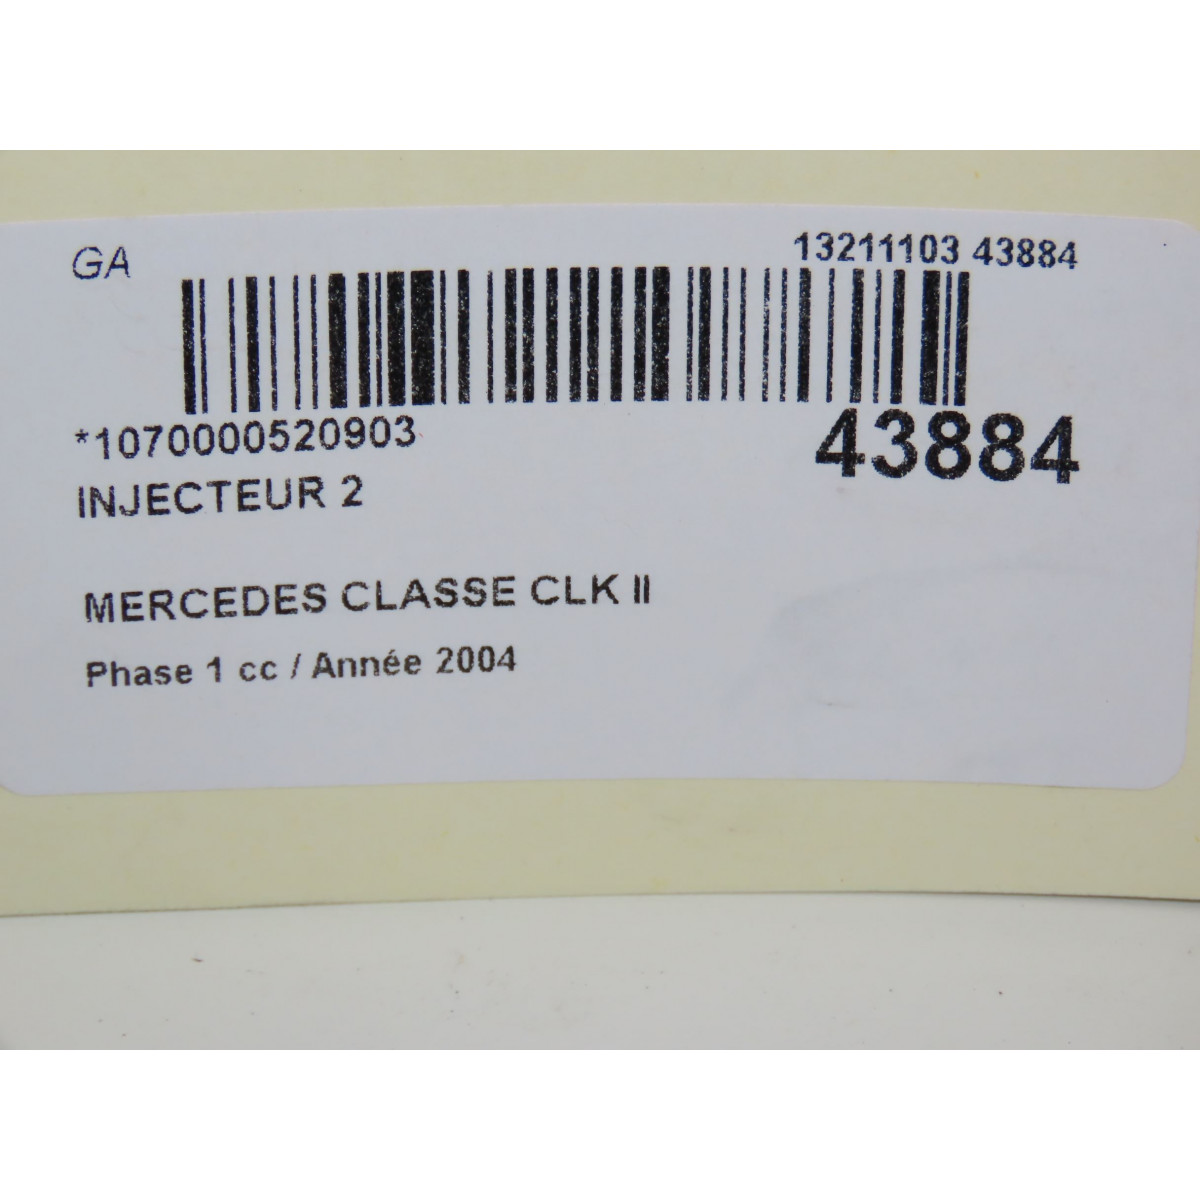 GA
13211103 43884
*1070000520903
43884
INJECTEUR 2
MERCEDES CLASSE CLK II
Phase 1 cc / Année 2004